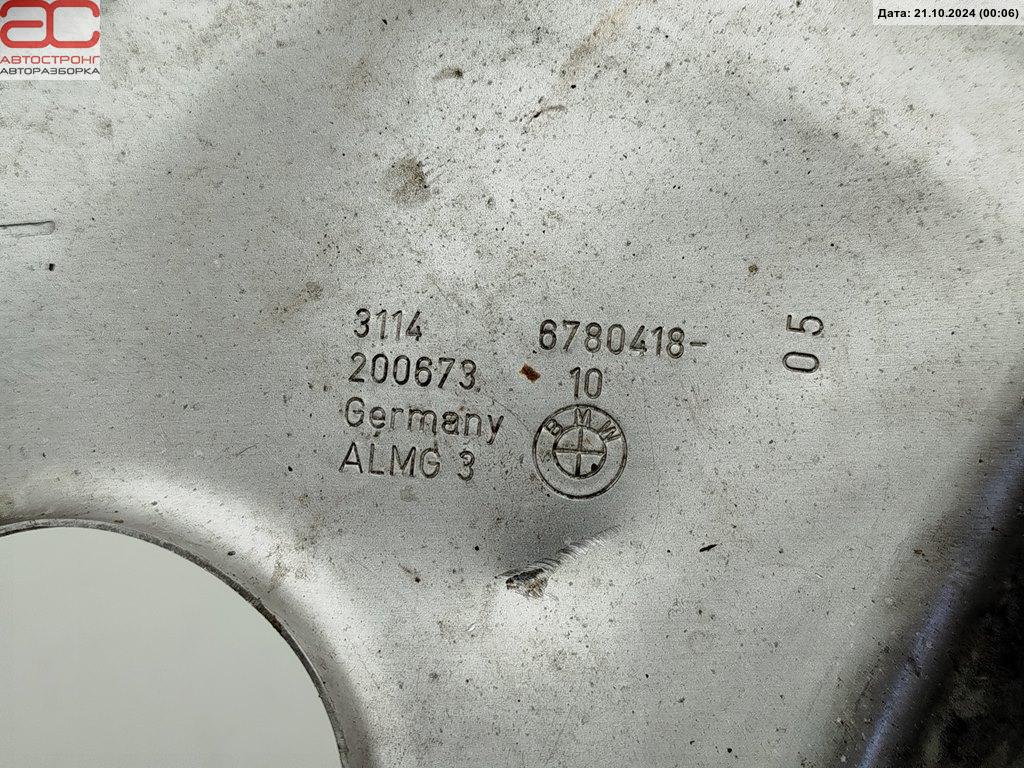 ac
АВТОСТРОНГ
АВТОРАЗБОРКА
Дата: 21.10.2024 (00:06)
3114
200673
Germany
ALMG 3
6780418-
10
BMW
05